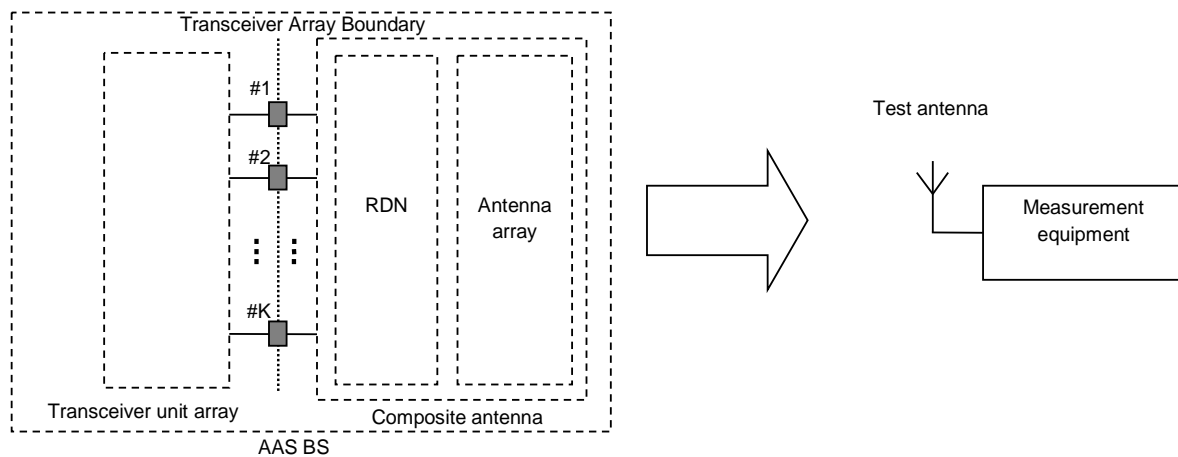 Transceiver Array Boundary
#1
#2
#K
RDN
Antenna
array
Transceiver unit array
Composite antenna
AAS BS
Test antenna
Measurement
equipment